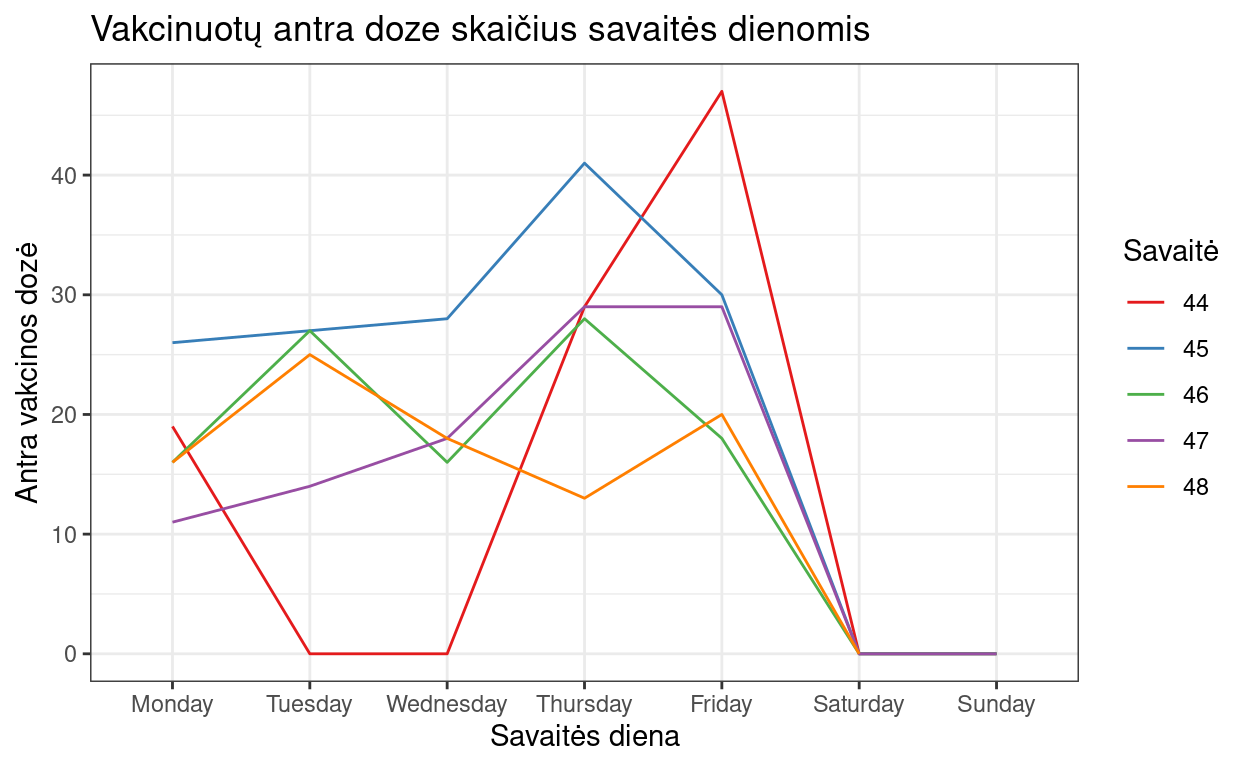 Vakcinuotų antra doze skaičius savaitės dienomis
Antra vakcinos dozė
40
30
20
10
0
Monday Tuesday Wednesday Thursday Friday Saturday Sunday
Savaitės diena
Savaitė
44
45
46
47
48